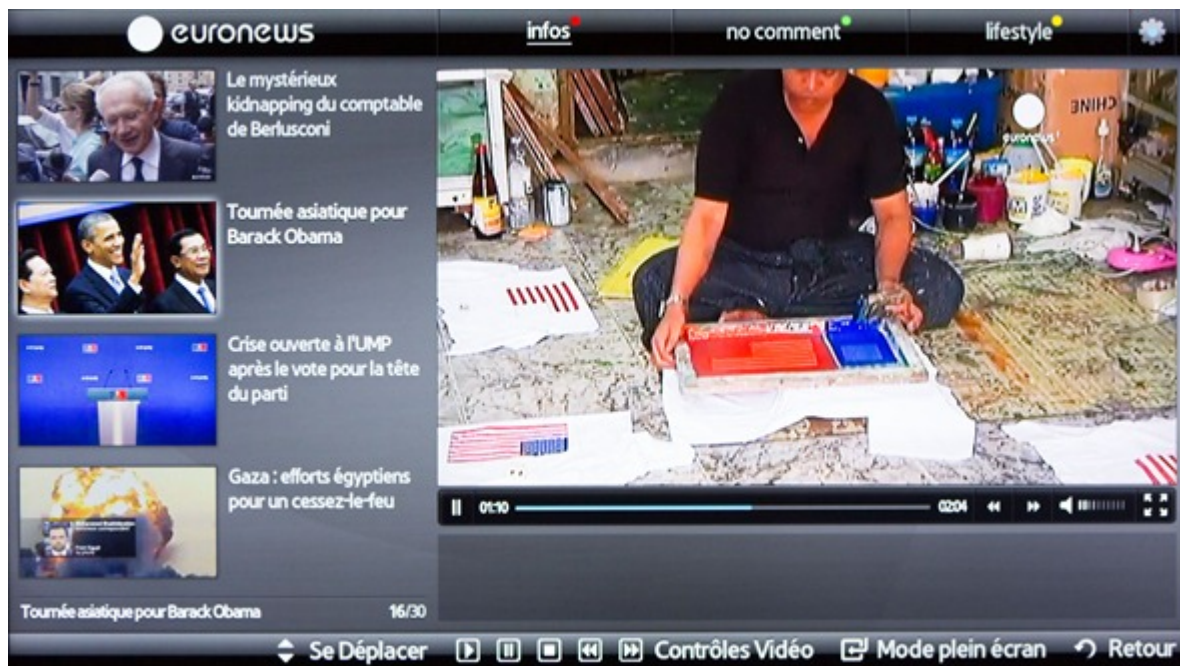 euronews
infos
no comment
lifestyle
Le mystérieux
kidnapping du comptable
de Berlusconi
Tournée asiatique pour
Barack Obama
Crise ouverte à l'UMP
après le vote pour la tête
du parti
Gaza : efforts égyptiens
pour un cessez-le-feu
Tournée asiatique pour Barack Obama
16/30
CHINE
euronews
01:10
02:04
Se Déplacer
Contrôles Vidéo
Mode plein écran
Retour